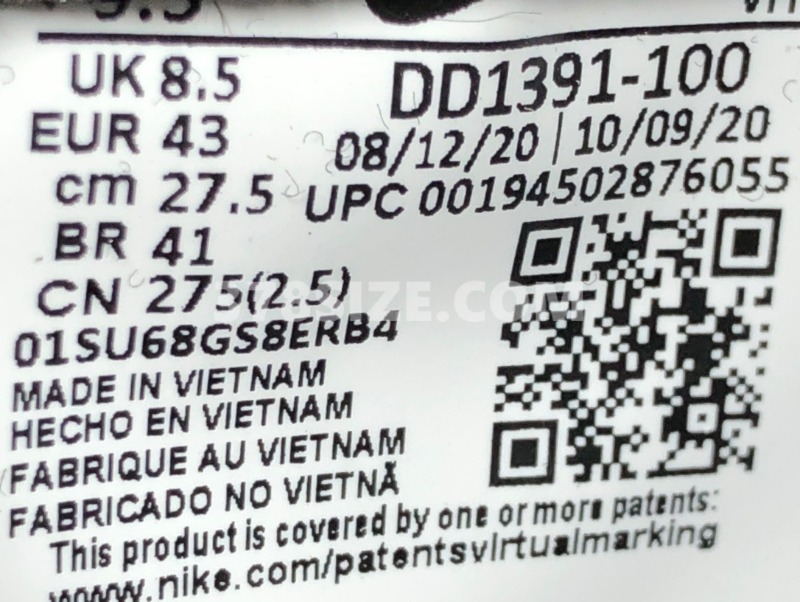 9.5
UK 8.5
EUR 43
cm 27.5
BR 41
CN 275(2.5)
DD1391-100
08/12/20 | 10/09/20
UPC 00194502876055
01SU68GS8ERB4
MADE IN VIETNAM
HECHO EN VIETNAM
FABRIQUE AU VIETNAM
FABRICADO NO VIETNÃ
This product is covered by one or more patents:
www.nike.com/patentsvirtualmarking